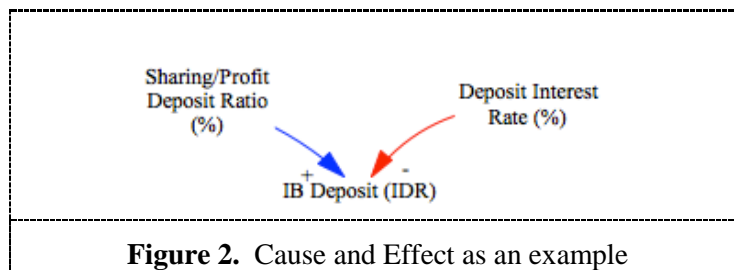 Sharing/Profit
Deposit Ratio
(%)
Deposit Interest
Rate (%)
+
-
IB Deposit (IDR)
Figure 2. Cause and Effect as an example